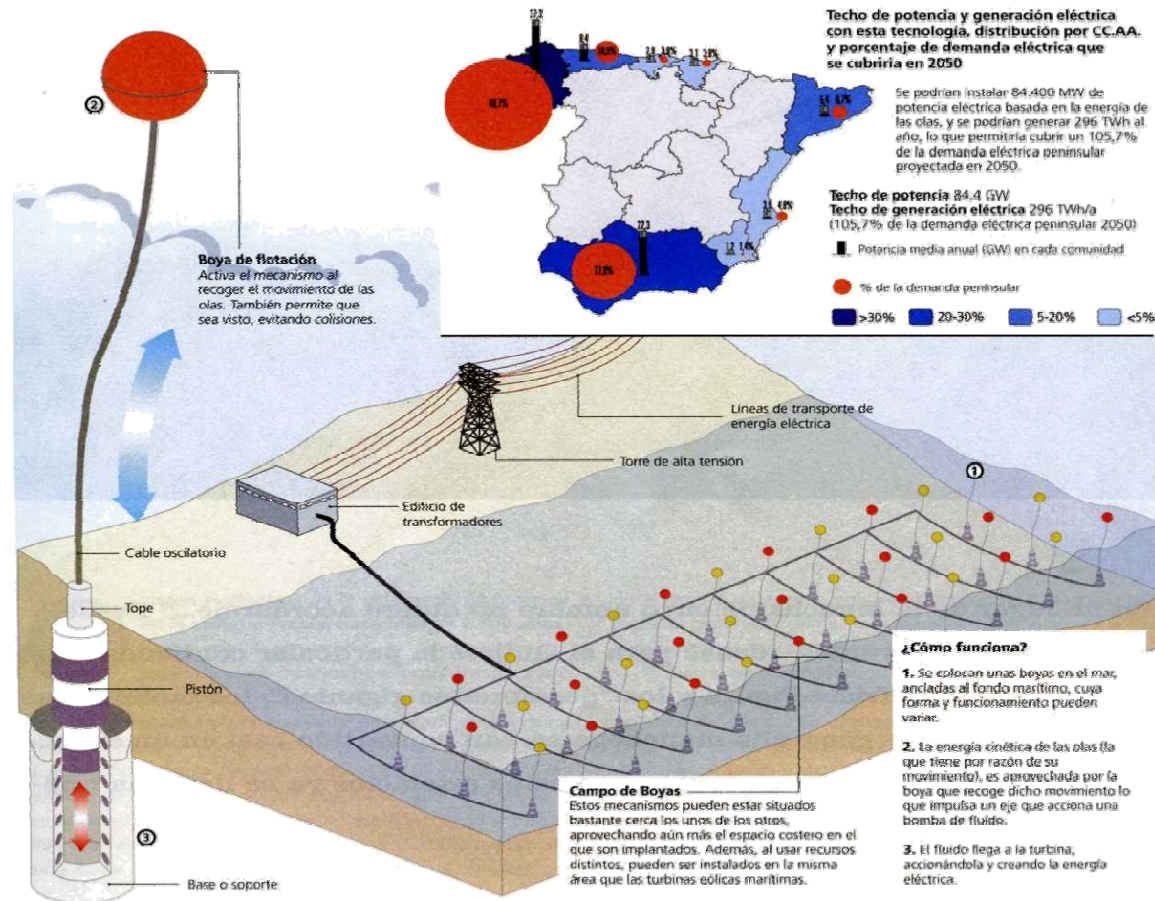 Techo de potencia y generación eléctrica
con esta tecnología, distribución por CC.AA.
y porcentaje de demanda eléctrica que
se cubriría en 2050
Se podrían instalar 84.400 MW de
potencia eléctrica basada en la energía de
las olas, y se podrían generar 296 TWh al
año, lo que permitiría cubrir un 105,7%
de la demanda eléctrica peninsular
proyectada en 2050.
Techo de potencia 84,4 GW
Techo de generación eléctrica 296 TWh/a
(105,7% de la demanda eléctrica peninsular 2050)
Potencia media anual (GW) en cada comunidad
% de la demanda peninsular
>30%
20-30%
5-20%
<5%
2
Boya de flotación
Activa el mecanismo al
recoger el movimiento de las
olas. También permite que
sea visto, evitando colisiones.
Líneas de transporte de
energía eléctrica
Torre de alta tensión
1
Edificio de
transformadores
Cable oscilatorio
Tope
Pistón
3
Base o soporte
Campo de Boyas
Estos mecanismos pueden estar situados
bastante cerca los unos de los otros,
aprovechando aún más el espacio costero en el
que son implantados. Además, al usar recursos
distintos, pueden ser instalados en la misma
área que las turbinas eólicas marítimas.
¿Cómo funciona?
1. Se colocan unas boyas en el mar,
ancladas al fondo marítimo, cuya
forma y funcionamiento pueden
variar.
2. La energía cinética de las olas (la
que tiene por razón de su
movimiento), es aprovechada por la
boya que recoge dicho movimiento lo
que impulsa un eje que acciona una
bomba de fluido.
3. El fluido llega a la turbina,
accionándola y creando la energía
eléctrica.